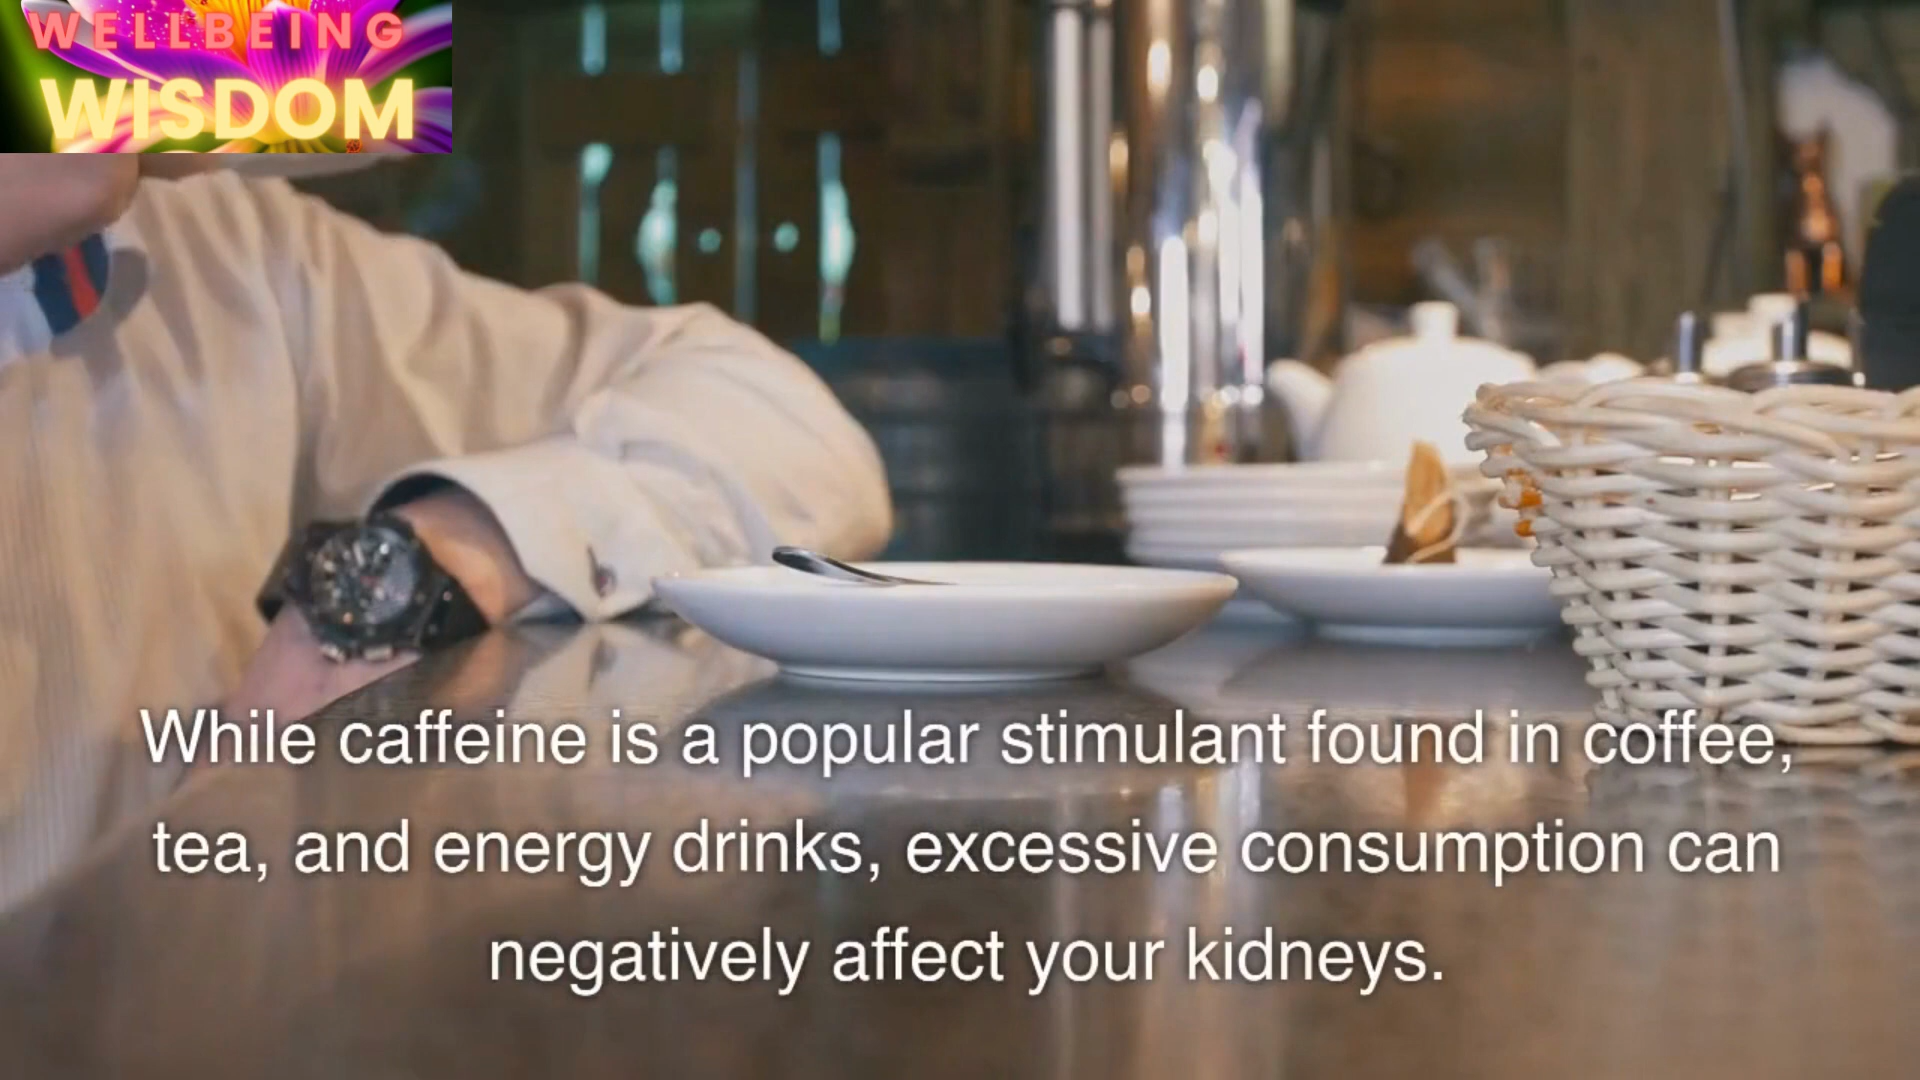 WELLBEING
WISDOM
While caffeine is a popular stimulant found in coffee,
tea, and energy drinks, excessive consumption can
negatively affect your kidneys.